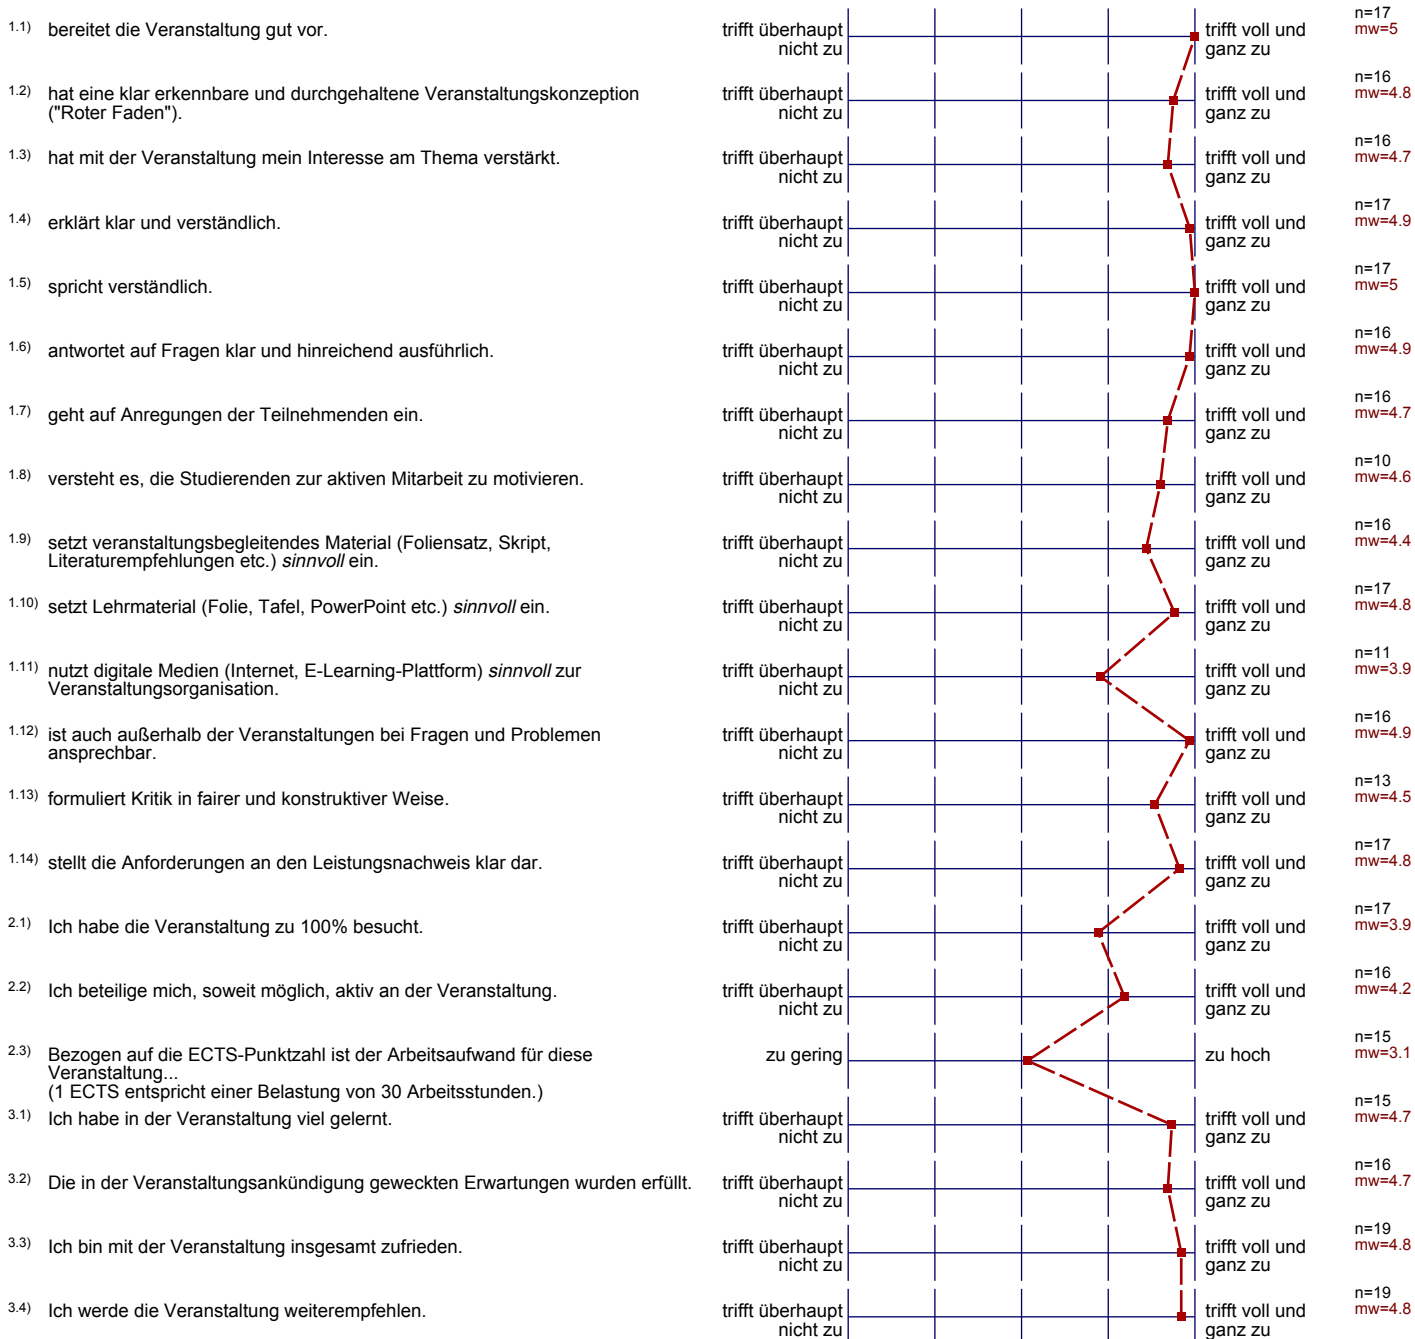 1.1) bereitet die Veranstaltung gut vor. trifft überhaupt trifft voll und n=17
nicht zu ganz zu mw=5
1.2) hat eine klar erkennbare und durchgehaltene Veranstaltungskonzeption trifft überhaupt trifft voll und n=16
("Roter Faden"). nicht zu ganz zu mw=4.8
1.3) hat mit der Veranstaltung mein Interesse am Thema verstärkt. trifft überhaupt trifft voll und n=16
nicht zu ganz zu mw=4.7
1.4) erklärt klar und verständlich. trifft überhaupt trifft voll und n=17
nicht zu ganz zu mw=4.9
1.5) spricht verständlich. trifft überhaupt trifft voll und n=17
nicht zu ganz zu mw=5
1.6) antwortet auf Fragen klar und hinreichend ausführlich. trifft überhaupt trifft voll und n=16
nicht zu ganz zu mw=4.9
1.7) geht auf Anregungen der Teilnehmenden ein. trifft überhaupt trifft voll und n=16
nicht zu ganz zu mw=4.7
1.8) versteht es, die Studierenden zur aktiven Mitarbeit zu motivieren. trifft überhaupt trifft voll und n=10
nicht zu ganz zu mw=4.6
1.9) setzt veranstaltungsbegleitendes Material (Foliensatz, Skript, trifft überhaupt trifft voll und n=16
Literaturempfehlungen etc.) sinnvoll ein. nicht zu ganz zu mw=4.4
1.10) setzt Lehrmaterial (Folie, Tafel, PowerPoint etc.) sinnvoll ein. trifft überhaupt trifft voll und n=17
nicht zu ganz zu mw=4.8
1.11) nutzt digitale Medien (Internet, E-Learning-Plattform) sinnvoll zur trifft überhaupt trifft voll und n=11
Veranstaltungsorganisation. nicht zu ganz zu mw=3.9
1.12) ist auch außerhalb der Veranstaltungen bei Fragen und Problemen trifft überhaupt trifft voll und n=16
ansprechbar. nicht zu ganz zu mw=4.9
1.13) formuliert Kritik in fairer und konstruktiver Weise. trifft überhaupt trifft voll und n=13
nicht zu ganz zu mw=4.5
1.14) stellt die Anforderungen an den Leistungsnachweis klar dar. trifft überhaupt trifft voll und n=17
nicht zu ganz zu mw=4.8
2.1) Ich habe die Veranstaltung zu 100% besucht. trifft überhaupt trifft voll und n=17
nicht zu ganz zu mw=3.9
2.2) Ich beteilige mich, soweit möglich, aktiv an der Veranstaltung. trifft überhaupt trifft voll und n=16
nicht zu ganz zu mw=4.2
2.3) Bezogen auf die ECTS-Punktzahl ist der Arbeitsaufwand für diese zu gering zu hoch n=15
Veranstaltung... mw=3.1
(1 ECTS entspricht einer Belastung von 30 Arbeitsstunden.)
3.1) Ich habe in der Veranstaltung viel gelernt. trifft überhaupt trifft voll und n=15
nicht zu ganz zu mw=4.7
3.2) Die in der Veranstaltungsankündigung geweckten Erwartungen wurden erfüllt. trifft überhaupt trifft voll und n=16
nicht zu ganz zu mw=4.7
3.3) Ich bin mit der Veranstaltung insgesamt zufrieden. trifft überhaupt trifft voll und n=19
nicht zu ganz zu mw=4.8
3.4) Ich werde die Veranstaltung weiterempfehlen. trifft überhaupt trifft voll und n=19
nicht zu ganz zu mw=4.8